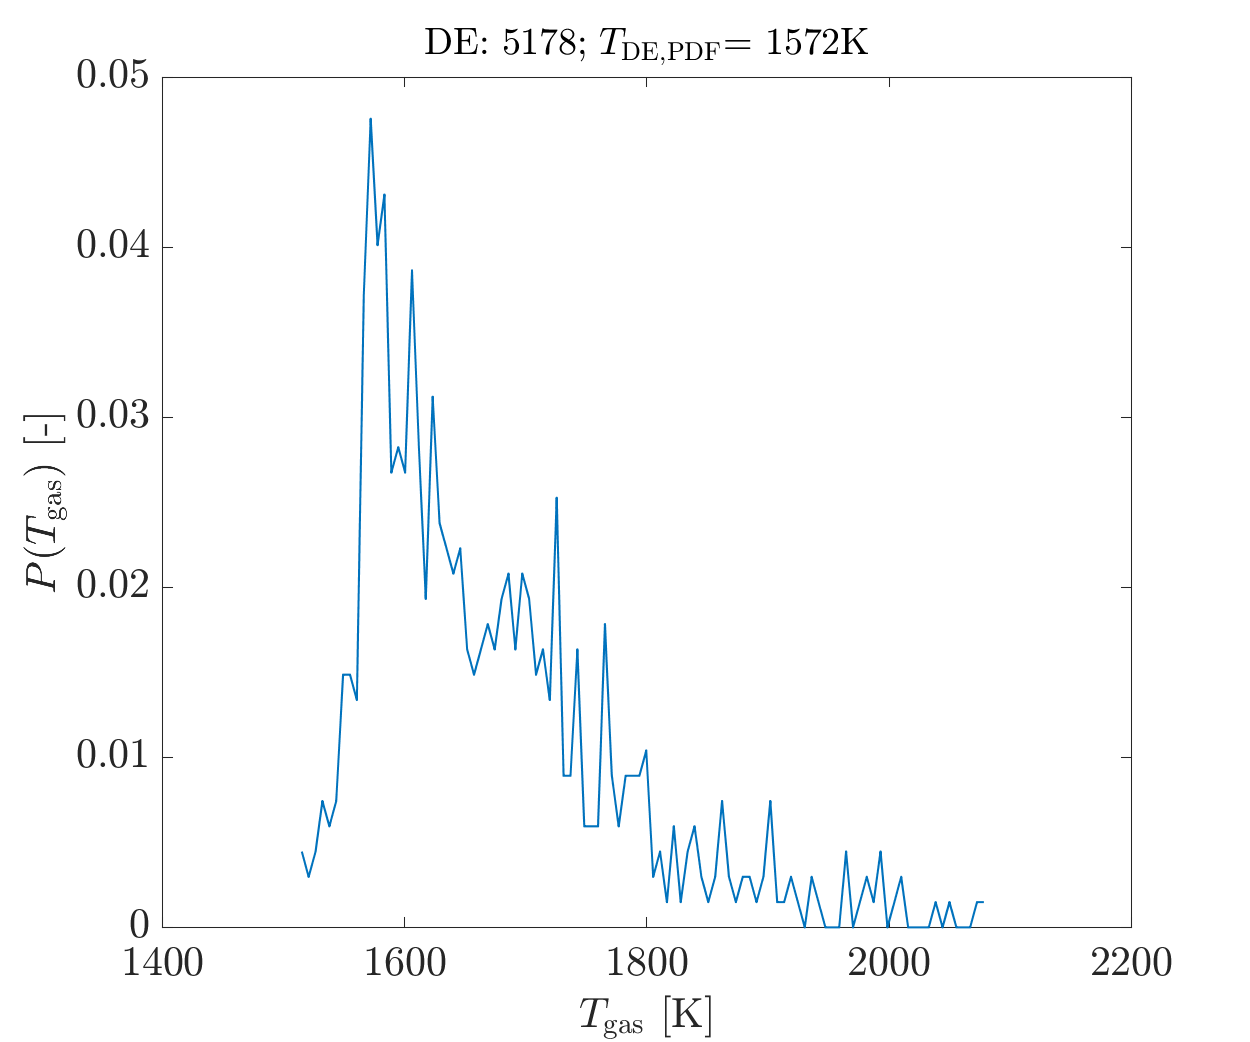 DE: 5178; T_DE,PDF= 1572K
0.05
0.04
0.03
0.02
0.01
0
P(T_gas) [-]
1400 1600 1800 2000 2200
T_gas [K]